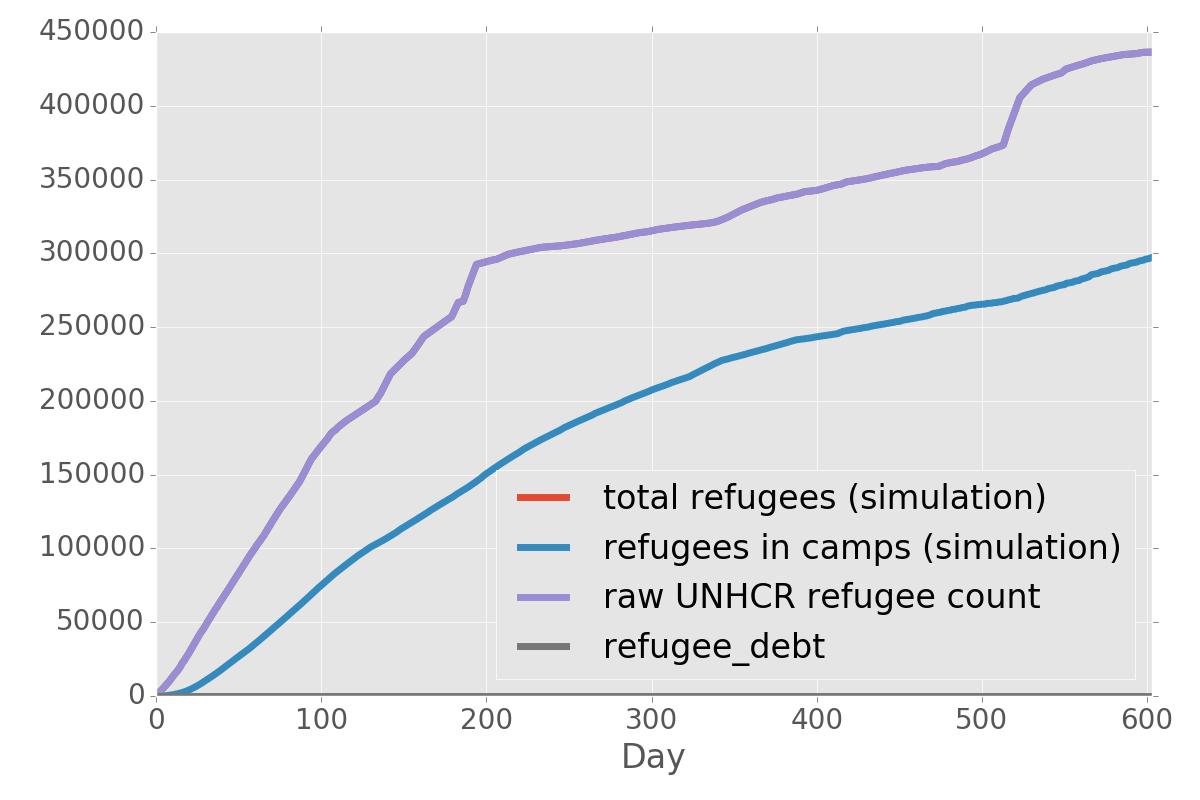 450000
400000
350000
300000
250000
200000
150000
100000
50000
0
total refugees (simulation)
refugees in camps (simulation)
raw UNHCR refugee count
refugee_debt
0 100 200 300 400 500 600
Day